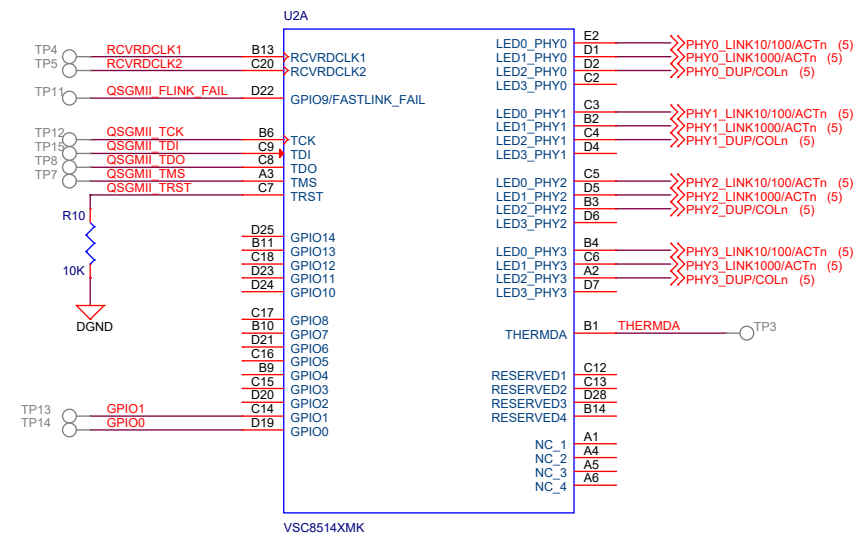 U2A
TP4 RCVRDCLK1 B13 RCVRDCLK1
TP5 RCVRDCLK2 C20 RCVRDCLK2
TP11 QSGMII_FLINK_FAIL D22 GPIO9/FASTLINK_FAIL
TP12 QSGMII_TCK B6 TCK
TP15 QSGMII_TDI C9 TDI
TP8 QSGMII_TDO C8 TDO
TP7 QSGMII_TMS A3 TMS
QSGMII_TRST C7 TRST
R10
10K
DGND
D25 GPIO14
B11 GPIO13
C18 GPIO12
D23 GPIO11
D24 GPIO10
C17 GPIO8
B10 GPIO7
D21 GPIO6
C16 GPIO5
B9 GPIO4
C15 GPIO3
D20 GPIO2
TP13 GPIO1 C14 GPIO1
TP14 GPIO0 D19 GPIO0
LED0_PHY0 E2 PHY0_LINK10/100/ACTn (5)
LED1_PHY0 D1 PHY0_LINK1000/ACTn (5)
LED2_PHY0 D2 PHY0_DUP/COLn (5)
LED3_PHY0 C2
LED0_PHY1 C3 PHY1_LINK10/100/ACTn (5)
LED1_PHY1 B2 PHY1_LINK1000/ACTn (5)
LED2_PHY1 C4 PHY1_DUP/COLn (5)
LED3_PHY1 D4
LED0_PHY2 C5 PHY2_LINK10/100/ACTn (5)
LED1_PHY2 D5 PHY2_LINK1000/ACTn (5)
LED2_PHY2 B3 PHY2_DUP/COLn (5)
LED3_PHY2 D6
LED0_PHY3 B4 PHY3_LINK10/100/ACTn (5)
LED1_PHY3 C6 PHY3_LINK1000/ACTn (5)
LED2_PHY3 A2 PHY3_DUP/COLn (5)
LED3_PHY3 D7
THERMDA B1 THERMDA TP3
RESERVED1 C12
RESERVED2 C13
RESERVED3 D28
RESERVED4 B14
NC_1 A1
NC_2 A4
NC_3 A5
NC_4 A6
VSC8514XMK